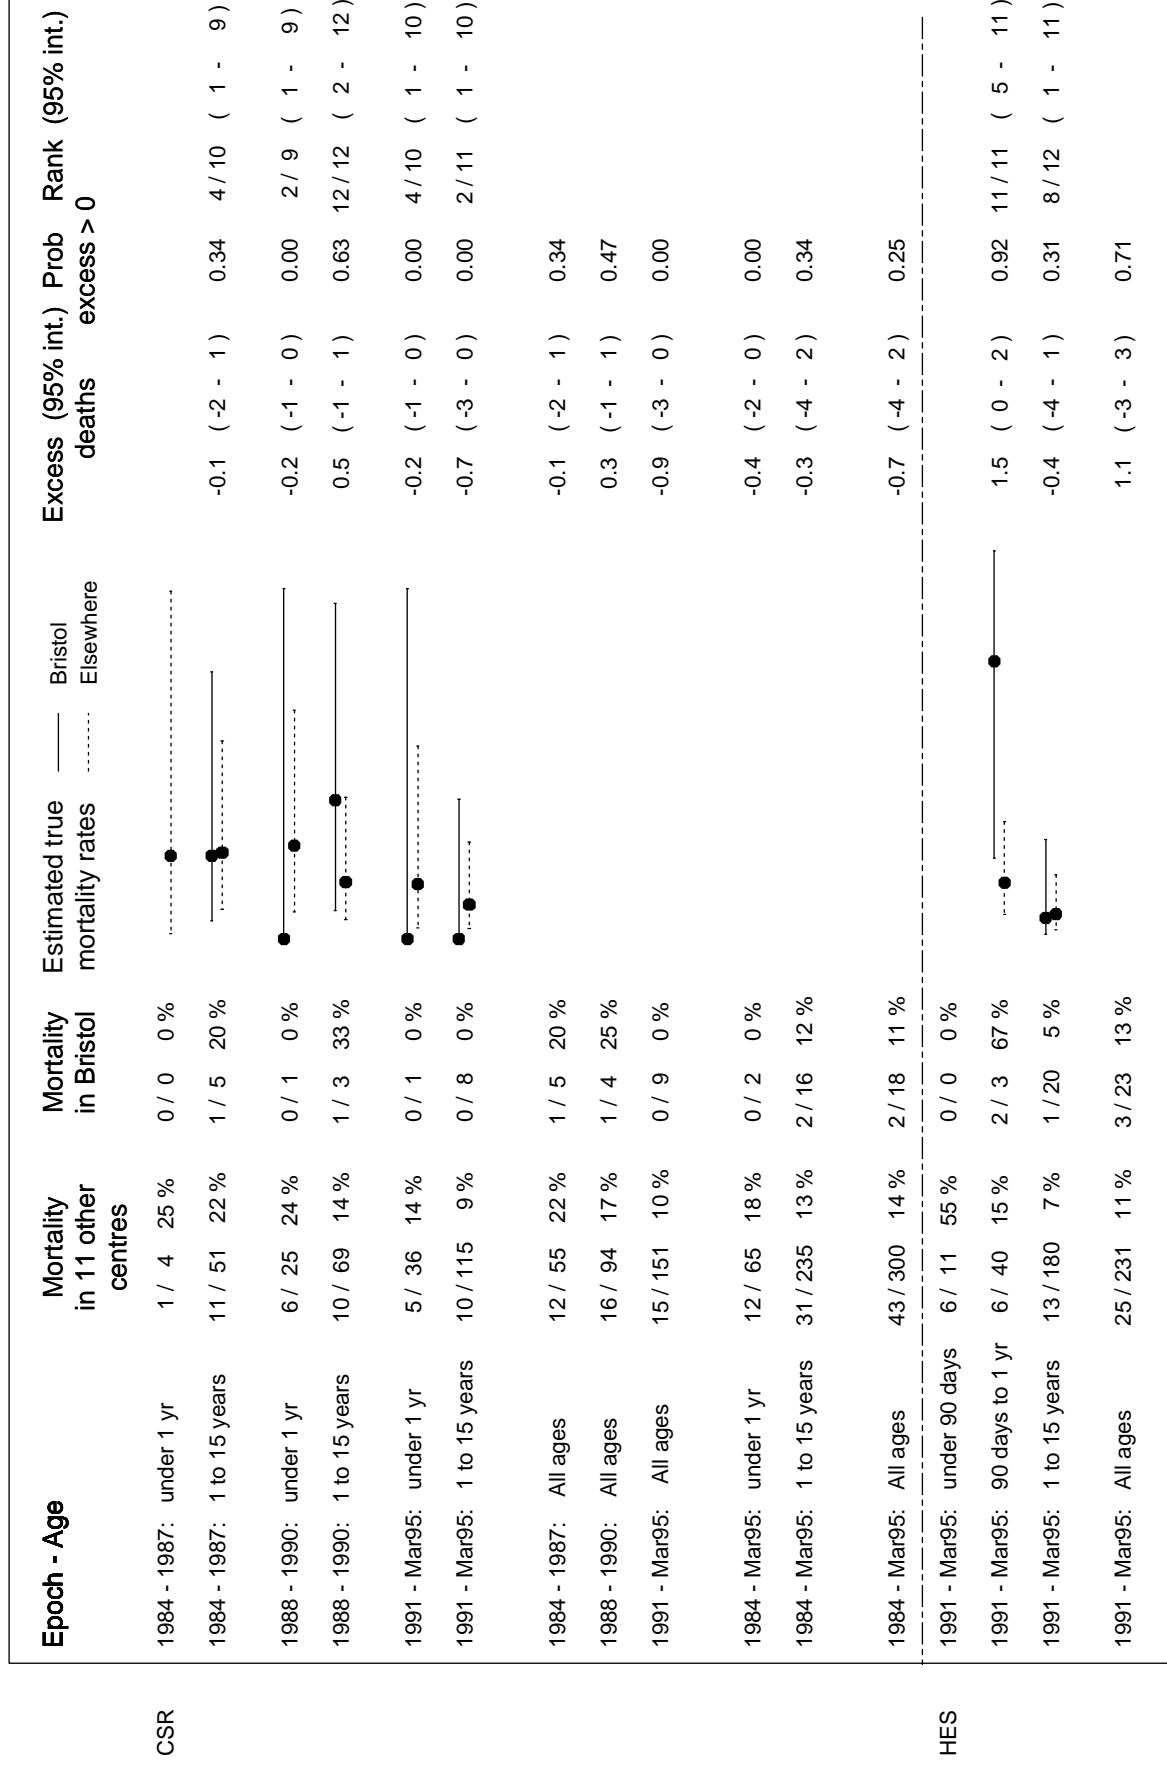 Epoch - Age Mortality in 11 other centres Mortality in Bristol Estimated true mortality rates Bristol Elsewhere Excess (95% int.) deaths Prob excess > 0 Rank (95% int.)
CSR
1984 - 1987: under 1 yr 1 / 4 25 % 0 / 0 0 %
1984 - 1987: 1 to 15 years 11 / 51 22 % 1 / 5 20 % -0.1 ( -2 - 1 ) 0.34 4 / 10 ( 1 - 9 )
1988 - 1990: under 1 yr 6 / 25 24 % 0 / 1 0 % -0.2 ( -1 - 0 ) 0.00 2 / 9 ( 1 - 9 )
1988 - 1990: 1 to 15 years 10 / 69 14 % 1 / 3 33 % 0.5 ( -1 - 1 ) 0.63 12 / 12 ( 2 - 12 )
1991 - Mar95: under 1 yr 5 / 36 14 % 0 / 1 0 % -0.2 ( -1 - 0 ) 0.00 4 / 10 ( 1 - 10 )
1991 - Mar95: 1 to 15 years 10 / 115 9 % 0 / 8 0 % -0.7 ( -3 - 0 ) 0.00 2 / 11 ( 1 - 10 )
1984 - 1987: All ages 12 / 55 22 % 1 / 5 20 % -0.1 ( -2 - 1 ) 0.34
1988 - 1990: All ages 16 / 94 17 % 1 / 4 25 % 0.3 ( -1 - 1 ) 0.47
1991 - Mar95: All ages 15 / 151 10 % 0 / 9 0 % -0.9 ( -3 - 0 ) 0.00
1984 - Mar95: under 1 yr 12 / 65 18 % 0 / 2 0 % -0.4 ( -2 - 0 ) 0.00
1984 - Mar95: 1 to 15 years 31 / 235 13 % 2 / 16 12 % -0.3 ( -4 - 2 ) 0.34
1984 - Mar95: All ages 43 / 300 14 % 2 / 18 11 % -0.7 ( -4 - 2 ) 0.25
HES
1991 - Mar95: under 90 days 6 / 11 55 % 0 / 0 0 %
1991 - Mar95: 90 days to 1 yr 6 / 40 15 % 2 / 3 67 % 1.5 ( 0 - 2 ) 0.92 11 / 11 ( 5 - 11 )
1991 - Mar95: 1 to 15 years 13 / 180 7 % 1 / 20 5 % -0.4 ( -4 - 1 ) 0.31 8 / 12 ( 1 - 11 )
1991 - Mar95: All ages 25 / 231 11 % 3 / 23 13 % 1.1 ( -3 - 3 ) 0.71